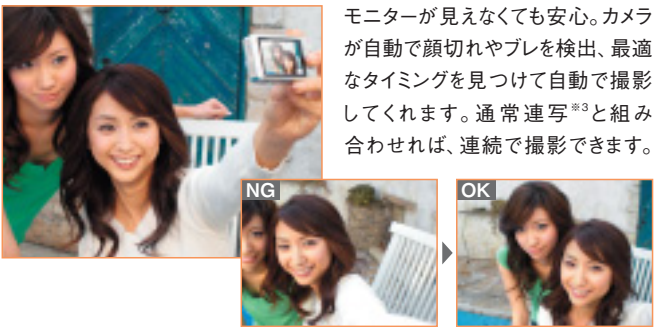 モニターが見えなくても安心。カメラ
が自動で顔切れやブレを検出、最適
なタイミングを見つけて自動で撮影
してくれます。通常連写※3と組み
合わせれば、連続で撮影できます。
NG
OK